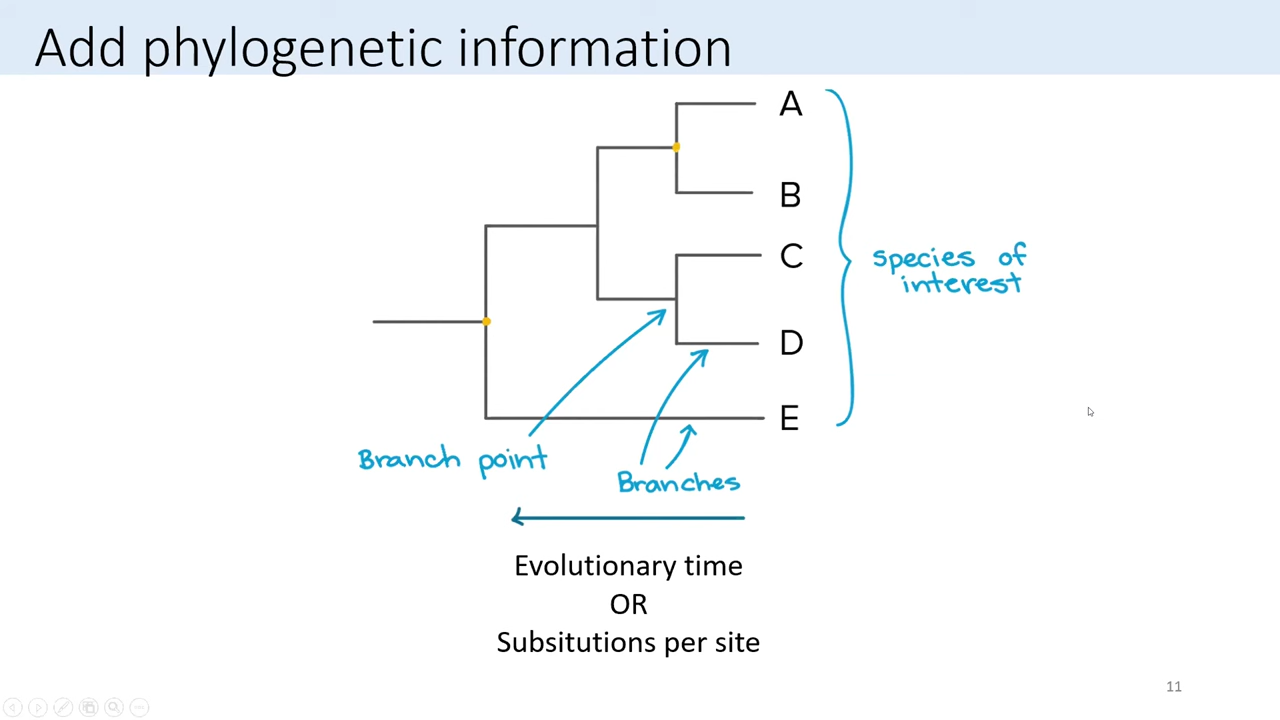 Add phylogenetic information
A
B
C
species of
interest
D
E
Branch point
Branches
Evolutionary time
OR
Subsitutions per site
11